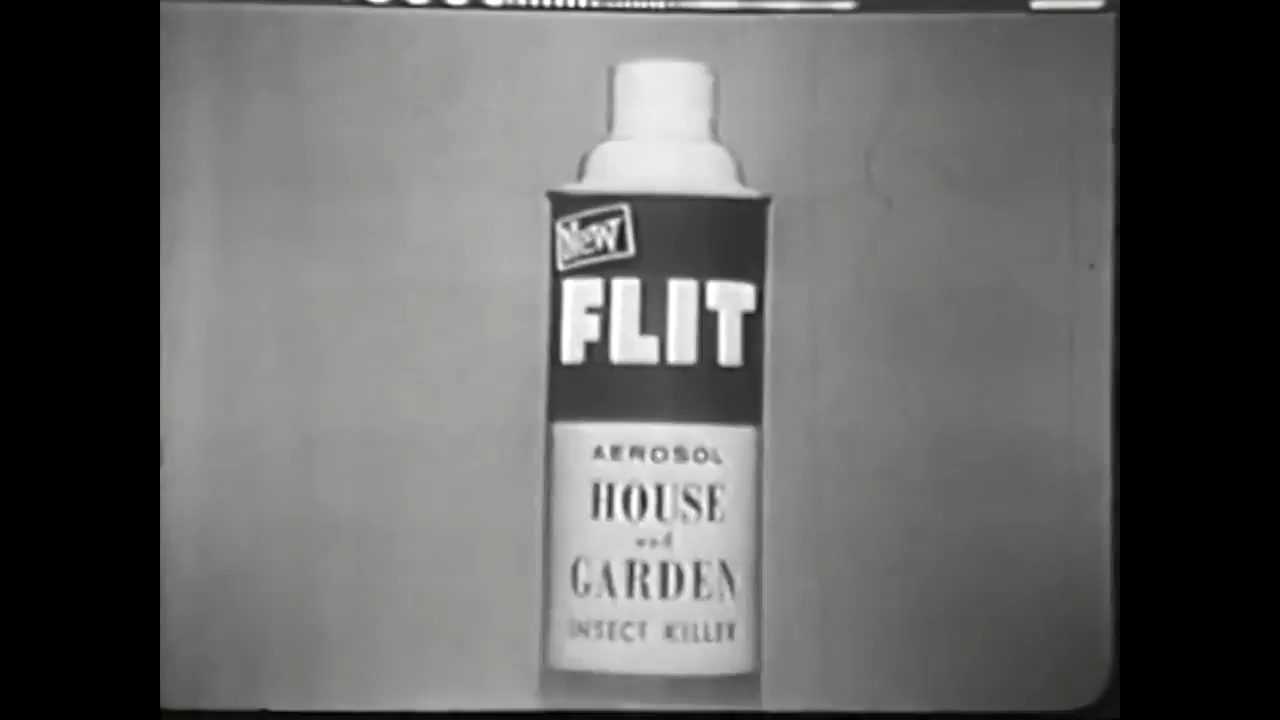 New
FLIT
AEROSOL
HOUSE
and
GARDEN
INSECT KILLER